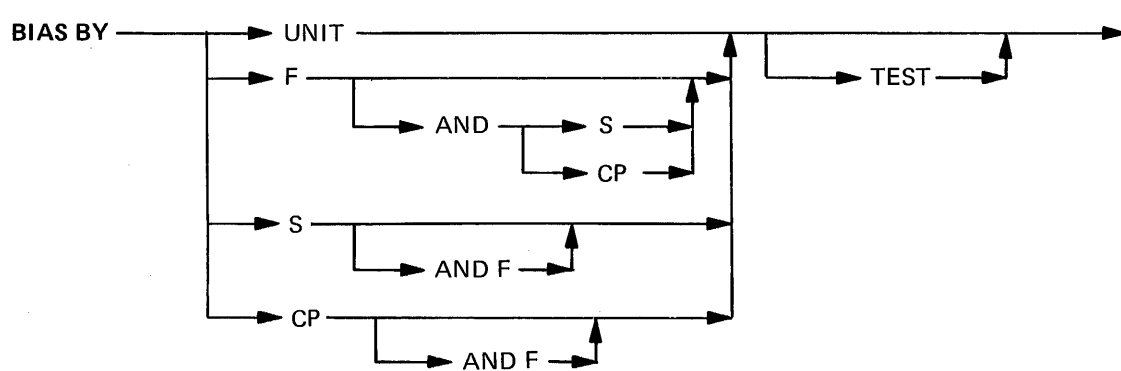 BIAS BY UNIT
F TEST
AND S
CP
S
AND F
CP
AND F